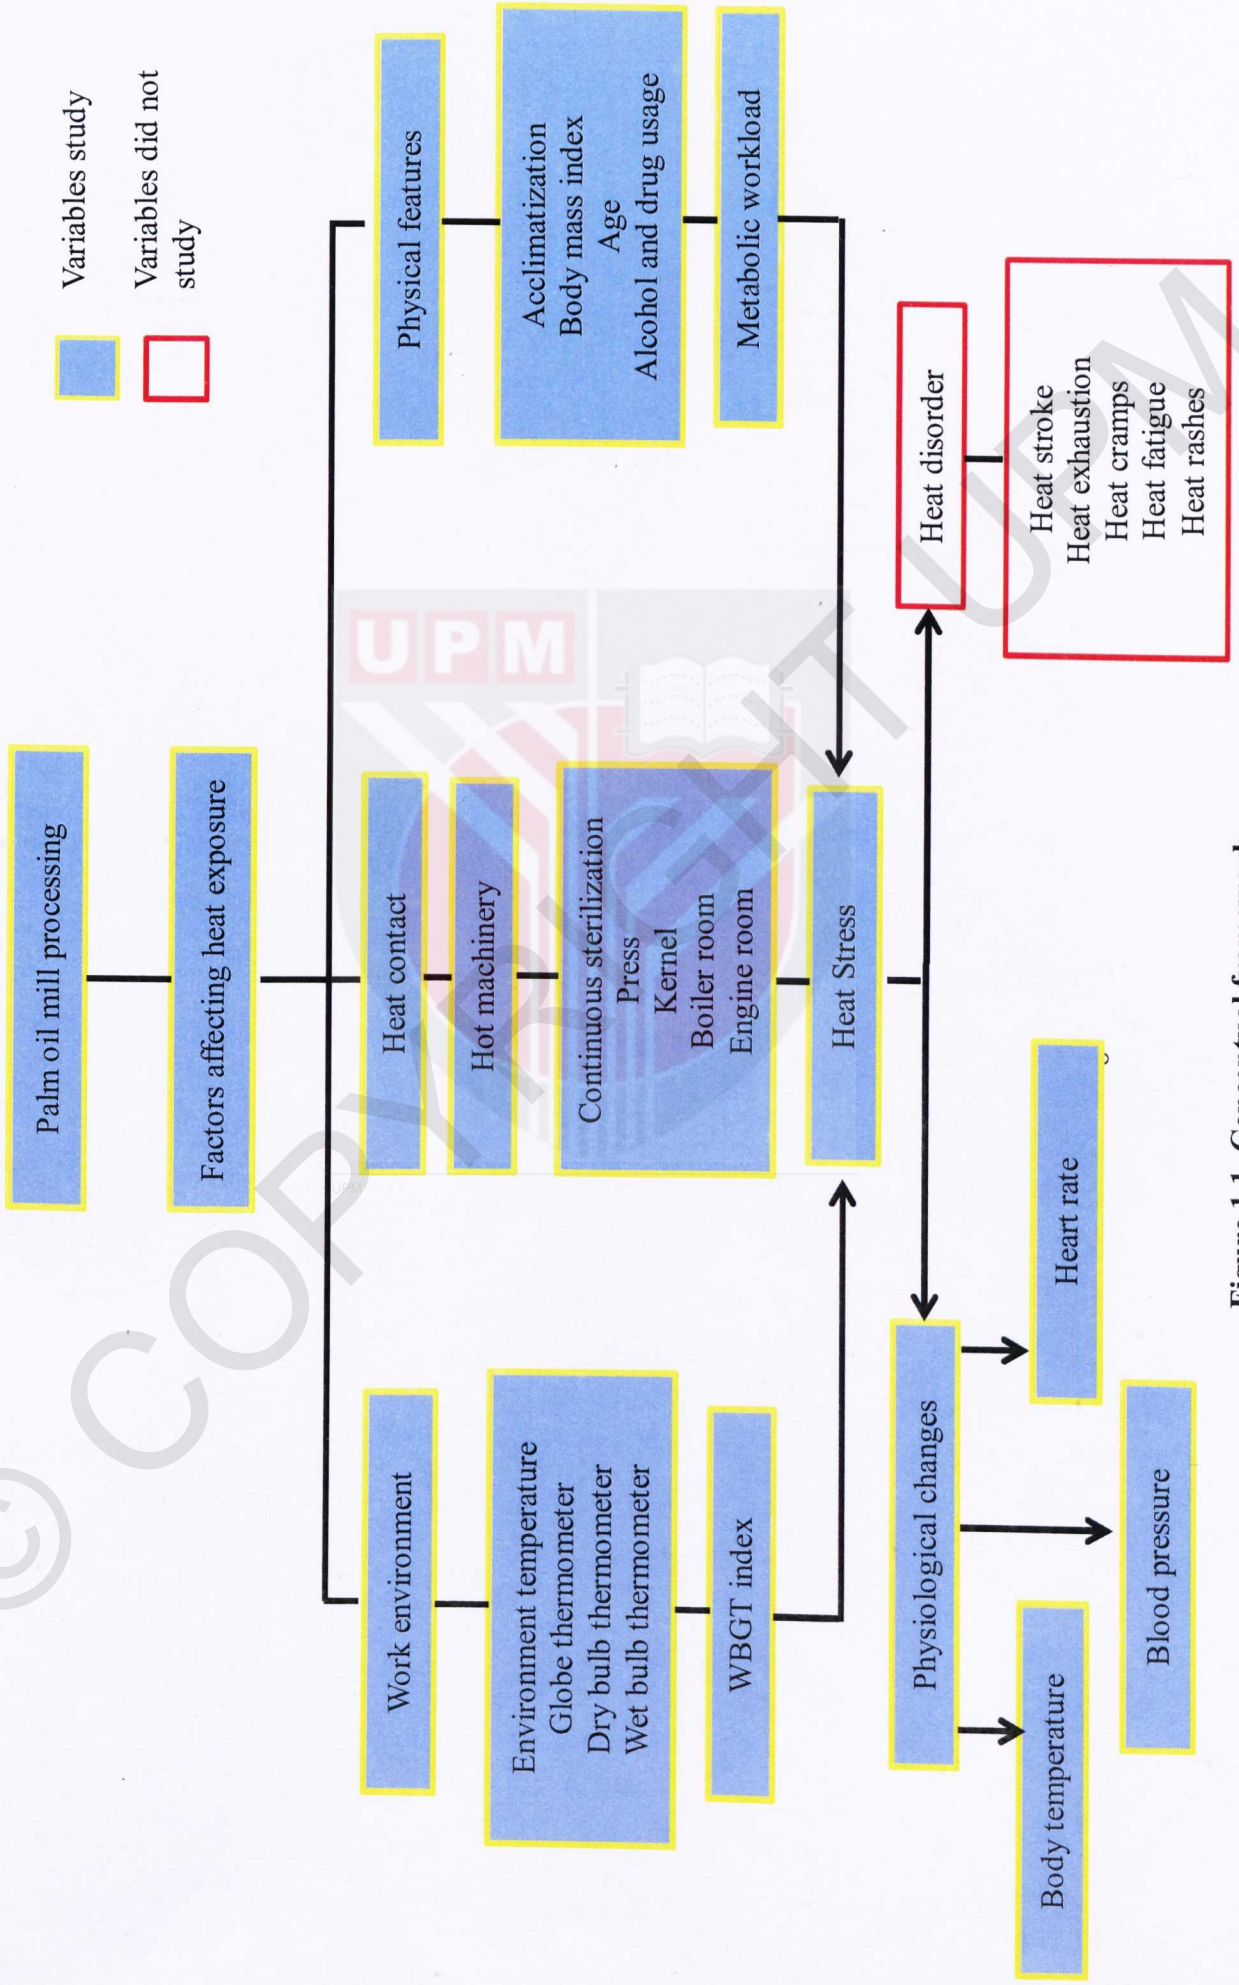 Variables study
Variables did not
study
Palm oil mill processing
Factors affecting heat exposure
Work environment
Environment temperature
Globe thermometer
Dry bulb thermometer
Wet bulb thermometer
WBGT index
Heat contact
Hot machinery
Continuous sterilization
Press
Kernel
Boiler room
Engine room
Heat Stress
Physical features
Acclimatization
Body mass index
Age
Alcohol and drug usage
Metabolic workload
Physiological changes
Body temperature
Blood pressure
Heart rate
Heat disorder
Heat stroke
Heat exhaustion
Heat cramps
Heat fatigue
Heat rashes
UPM
UPM
© COPYRIGHT UPM